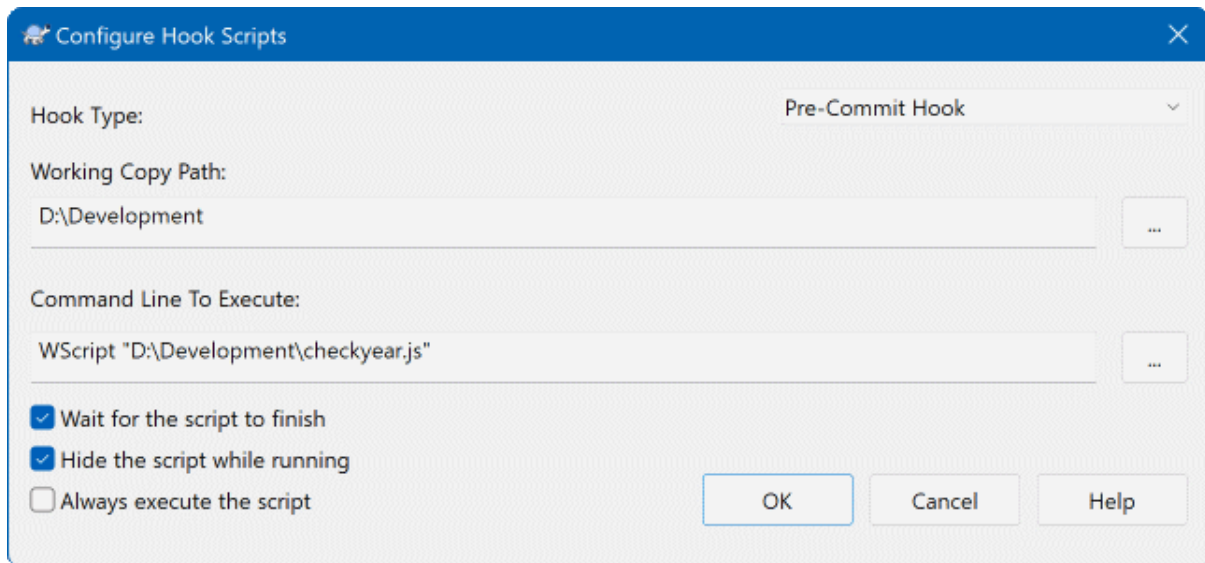 Configure Hook Scripts
Hook Type:
Pre-Commit Hook
Working Copy Path:
D:\Development
...
Command Line To Execute:
WScript "D:\Development\checkyear.js"
...
Wait for the script to finish
Hide the script while running
Always execute the script
OK
Cancel
Help